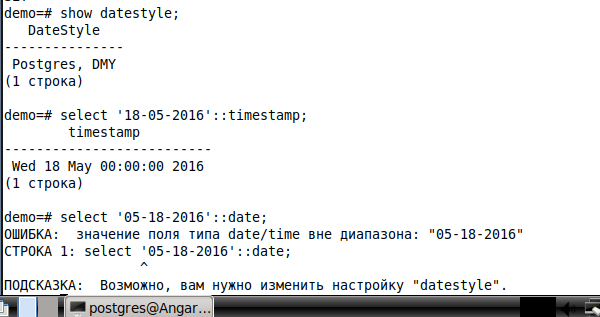 demo=# show datestyle;
   DateStyle
---------------
 Postgres, DMY
(1 строка)

demo=# select '18-05-2016'::timestamp;
        timestamp
--------------------------
 Wed 18 May 00:00:00 2016
(1 строка)

demo=# select '05-18-2016'::date;
ОШИБКА:  значение поля типа date/time вне диапазона: "05-18-2016"
СТРОКА 1: select '05-18-2016'::date;
                 ^
ПОДСКАЗКА:  Возможно, вам нужно изменить настройку "datestyle".
postgres@Angar...